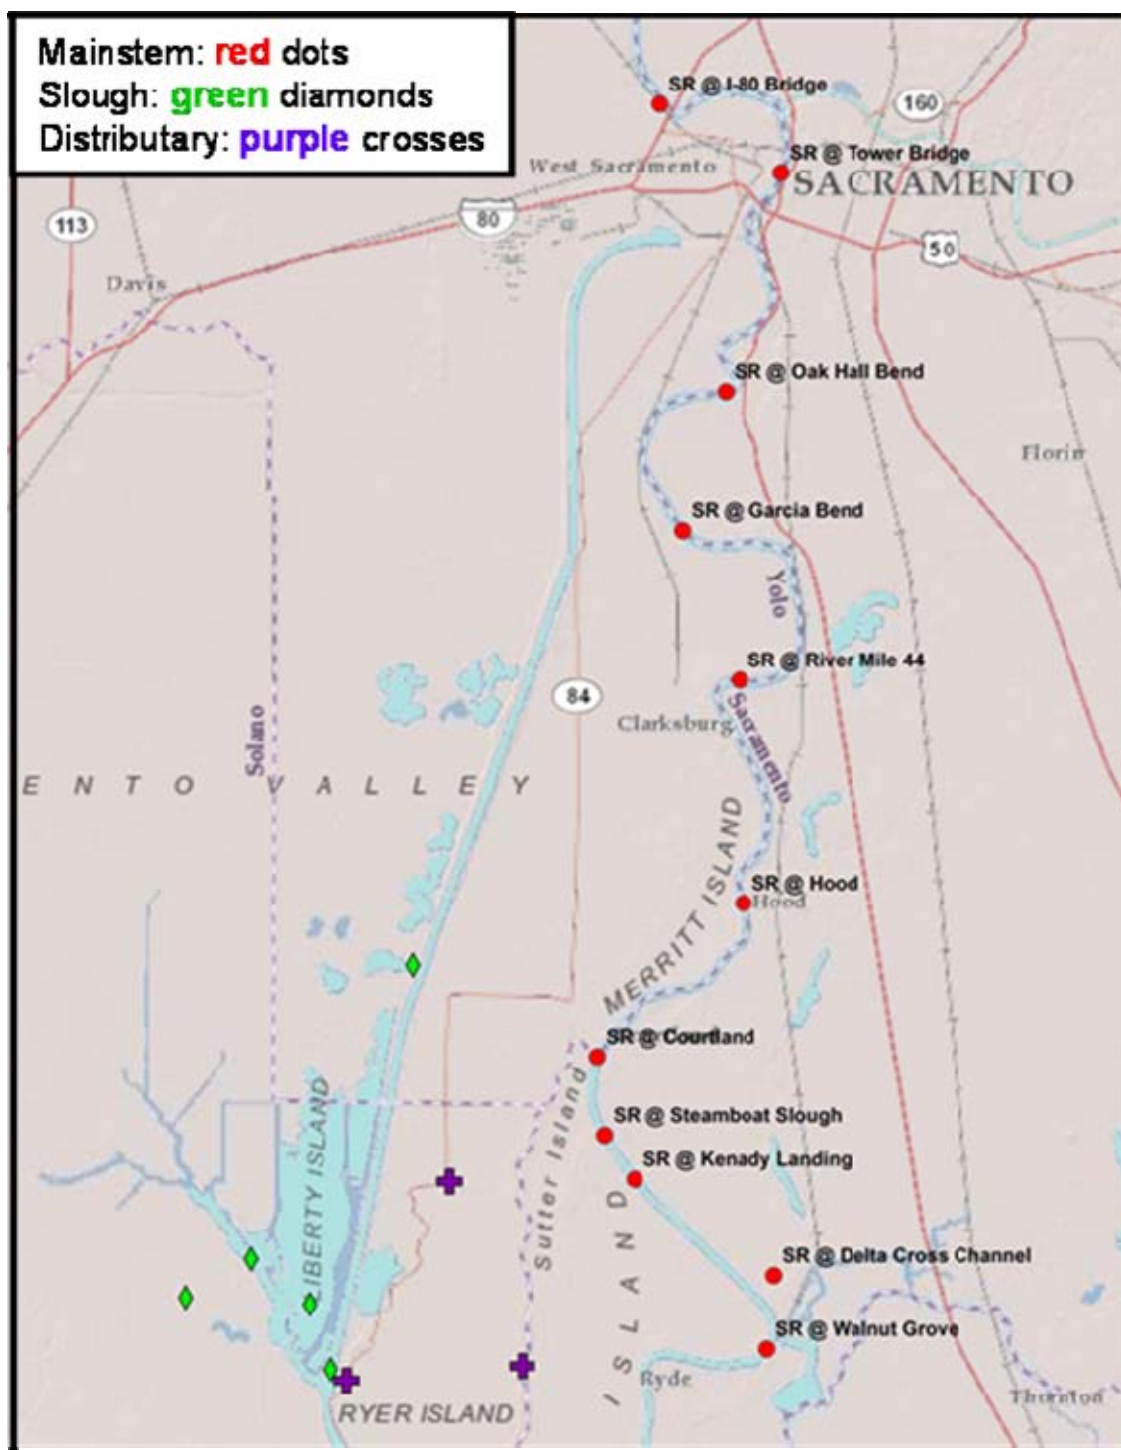 Mainstem: red dots
Slough: green diamonds
Distributary: purple crosses
SR @ I-80 Bridge
160
SR @ Tower Bridge
West Sacramento
SACRAMENTO
113
80
50
Davis
SR @ Oak Hall Bend
Florin
SR @ Garcia Bend
Yolo
SR @ River Mile 44
84
Solano
Clarksburg
Sacramento
ENTO VALLEY
MERRITT ISLAND
SR @ Hood
Hood
SR @ Courtland
SR @ Steamboat Slough
Sutter Island
SR @ Kenady Landing
LIBERTY ISLAND
ISLAND
SR @ Delta Cross Channel
SR @ Walnut Grove
Ryde
RYER ISLAND
Thornton